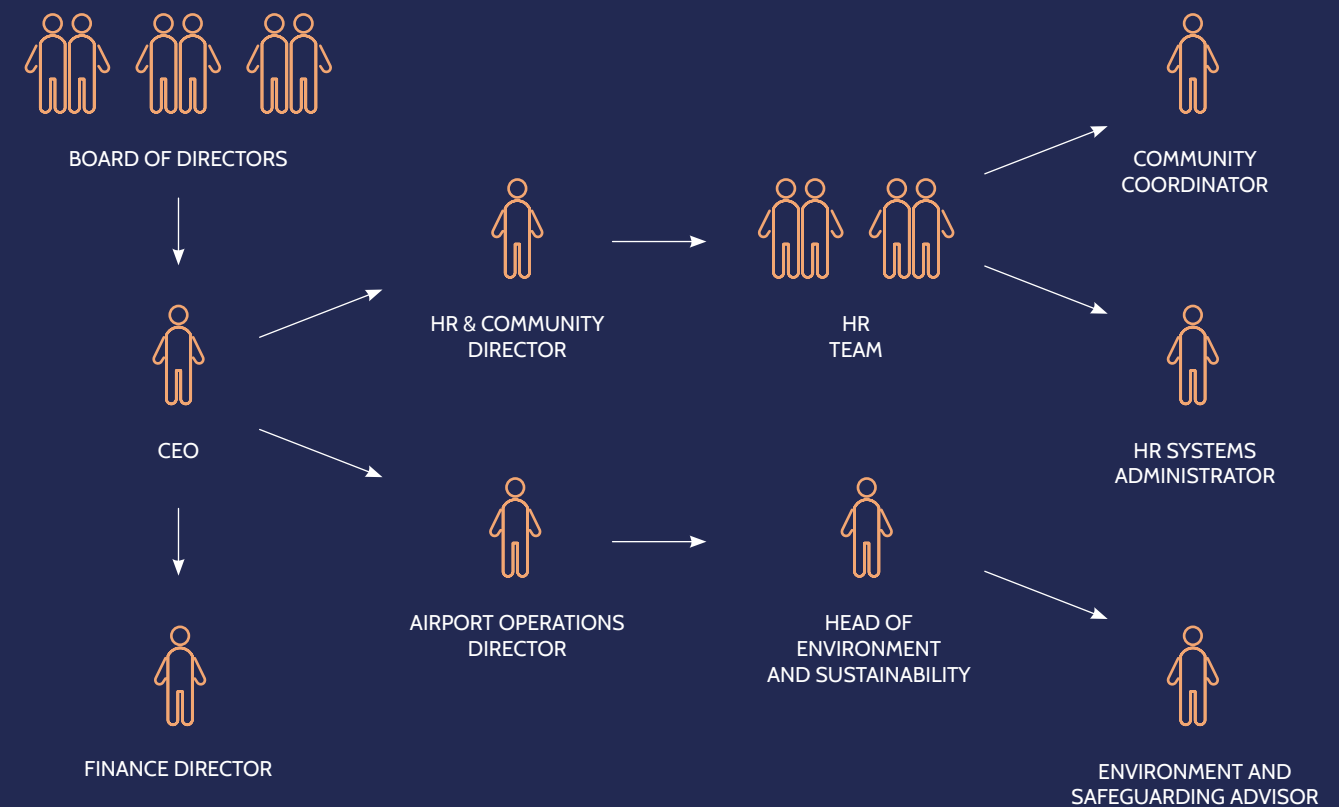 BOARD OF DIRECTORS
COMMUNITY
COORDINATOR
HR & COMMUNITY
DIRECTOR
HR
TEAM
CEO
HR SYSTEMS
ADMINISTRATOR
AIRPORT OPERATIONS
DIRECTOR
HEAD OF
ENVIRONMENT
AND SUSTAINABILITY
FINANCE DIRECTOR
ENVIRONMENT AND
SAFEGUARDING ADVISOR